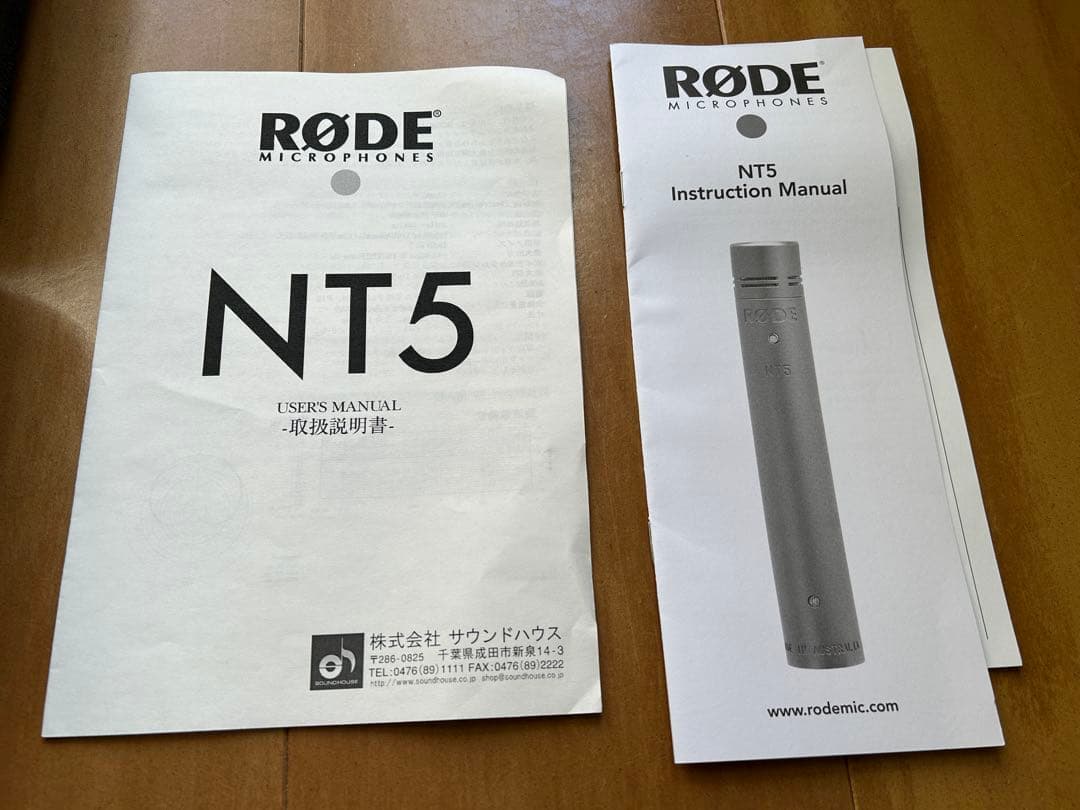 RØDE®
MICROPHONES
NT5
USER'S MANUAL
-取扱説明書-
SOUNDHOUSE
株式会社 サウンドハウス
〒286-0825 千葉県成田市新泉14-3
TEL:0476(89)1111 FAX:0476(89)2222
http://www.soundhouse.co.jp shop@soundhouse.co.jp
RØDE®
MICROPHONES
NT5
Instruction Manual
RØDE
NT5
MADE IN AUSTRALIA
www.rodemic.com